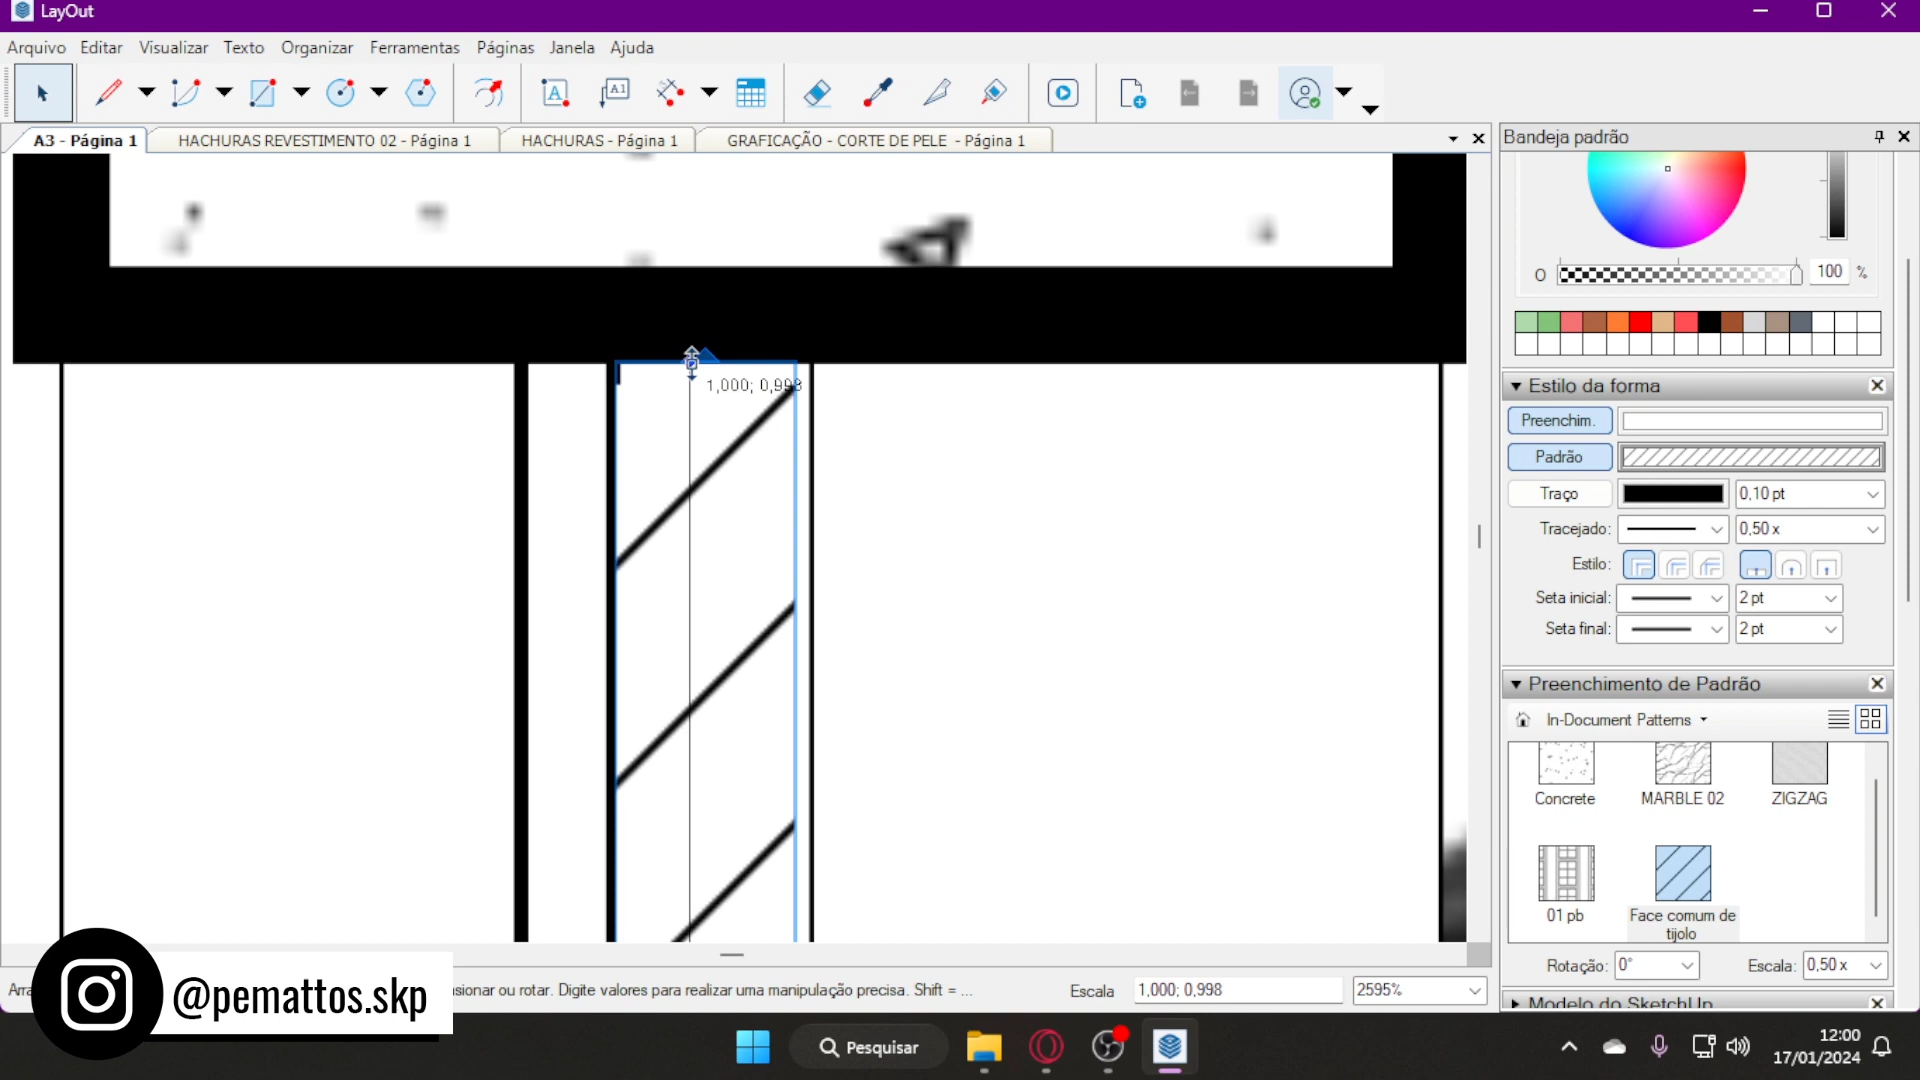 LayOut
Arquivo Editar Visualizar Texto Organizar Ferramentas Páginas Janela Ajuda
A3 - Página 1
HACHURAS REVESTIMENTO 02 - Página 1
HACHURAS - Página 1
GRAFICAÇÃO - CORTE DE PELE - Página 1
Bandeja padrão
O 100 %
Estilo da forma
Preenchim.
Padrão
Traço 0,10 pt
Tracejado: 0,50 x
Estilo:
Seta inicial: 2 pt
Seta final: 2 pt
1,000; 0,998
Preenchimento de Padrão
In-Document Patterns
Concrete MARBLE 02 ZIGZAG
01 pb Face comum de
tijolo
Rotação: 0° Escala: 0,50 x
Modelo do SketchUp
sionar ou rotar. Digite valores para realizar uma manipulação precisa. Shift = ...
Escala 1,000; 0,998 2595%
@pemattos.skp
Pesquisar
12:00
17/01/2024